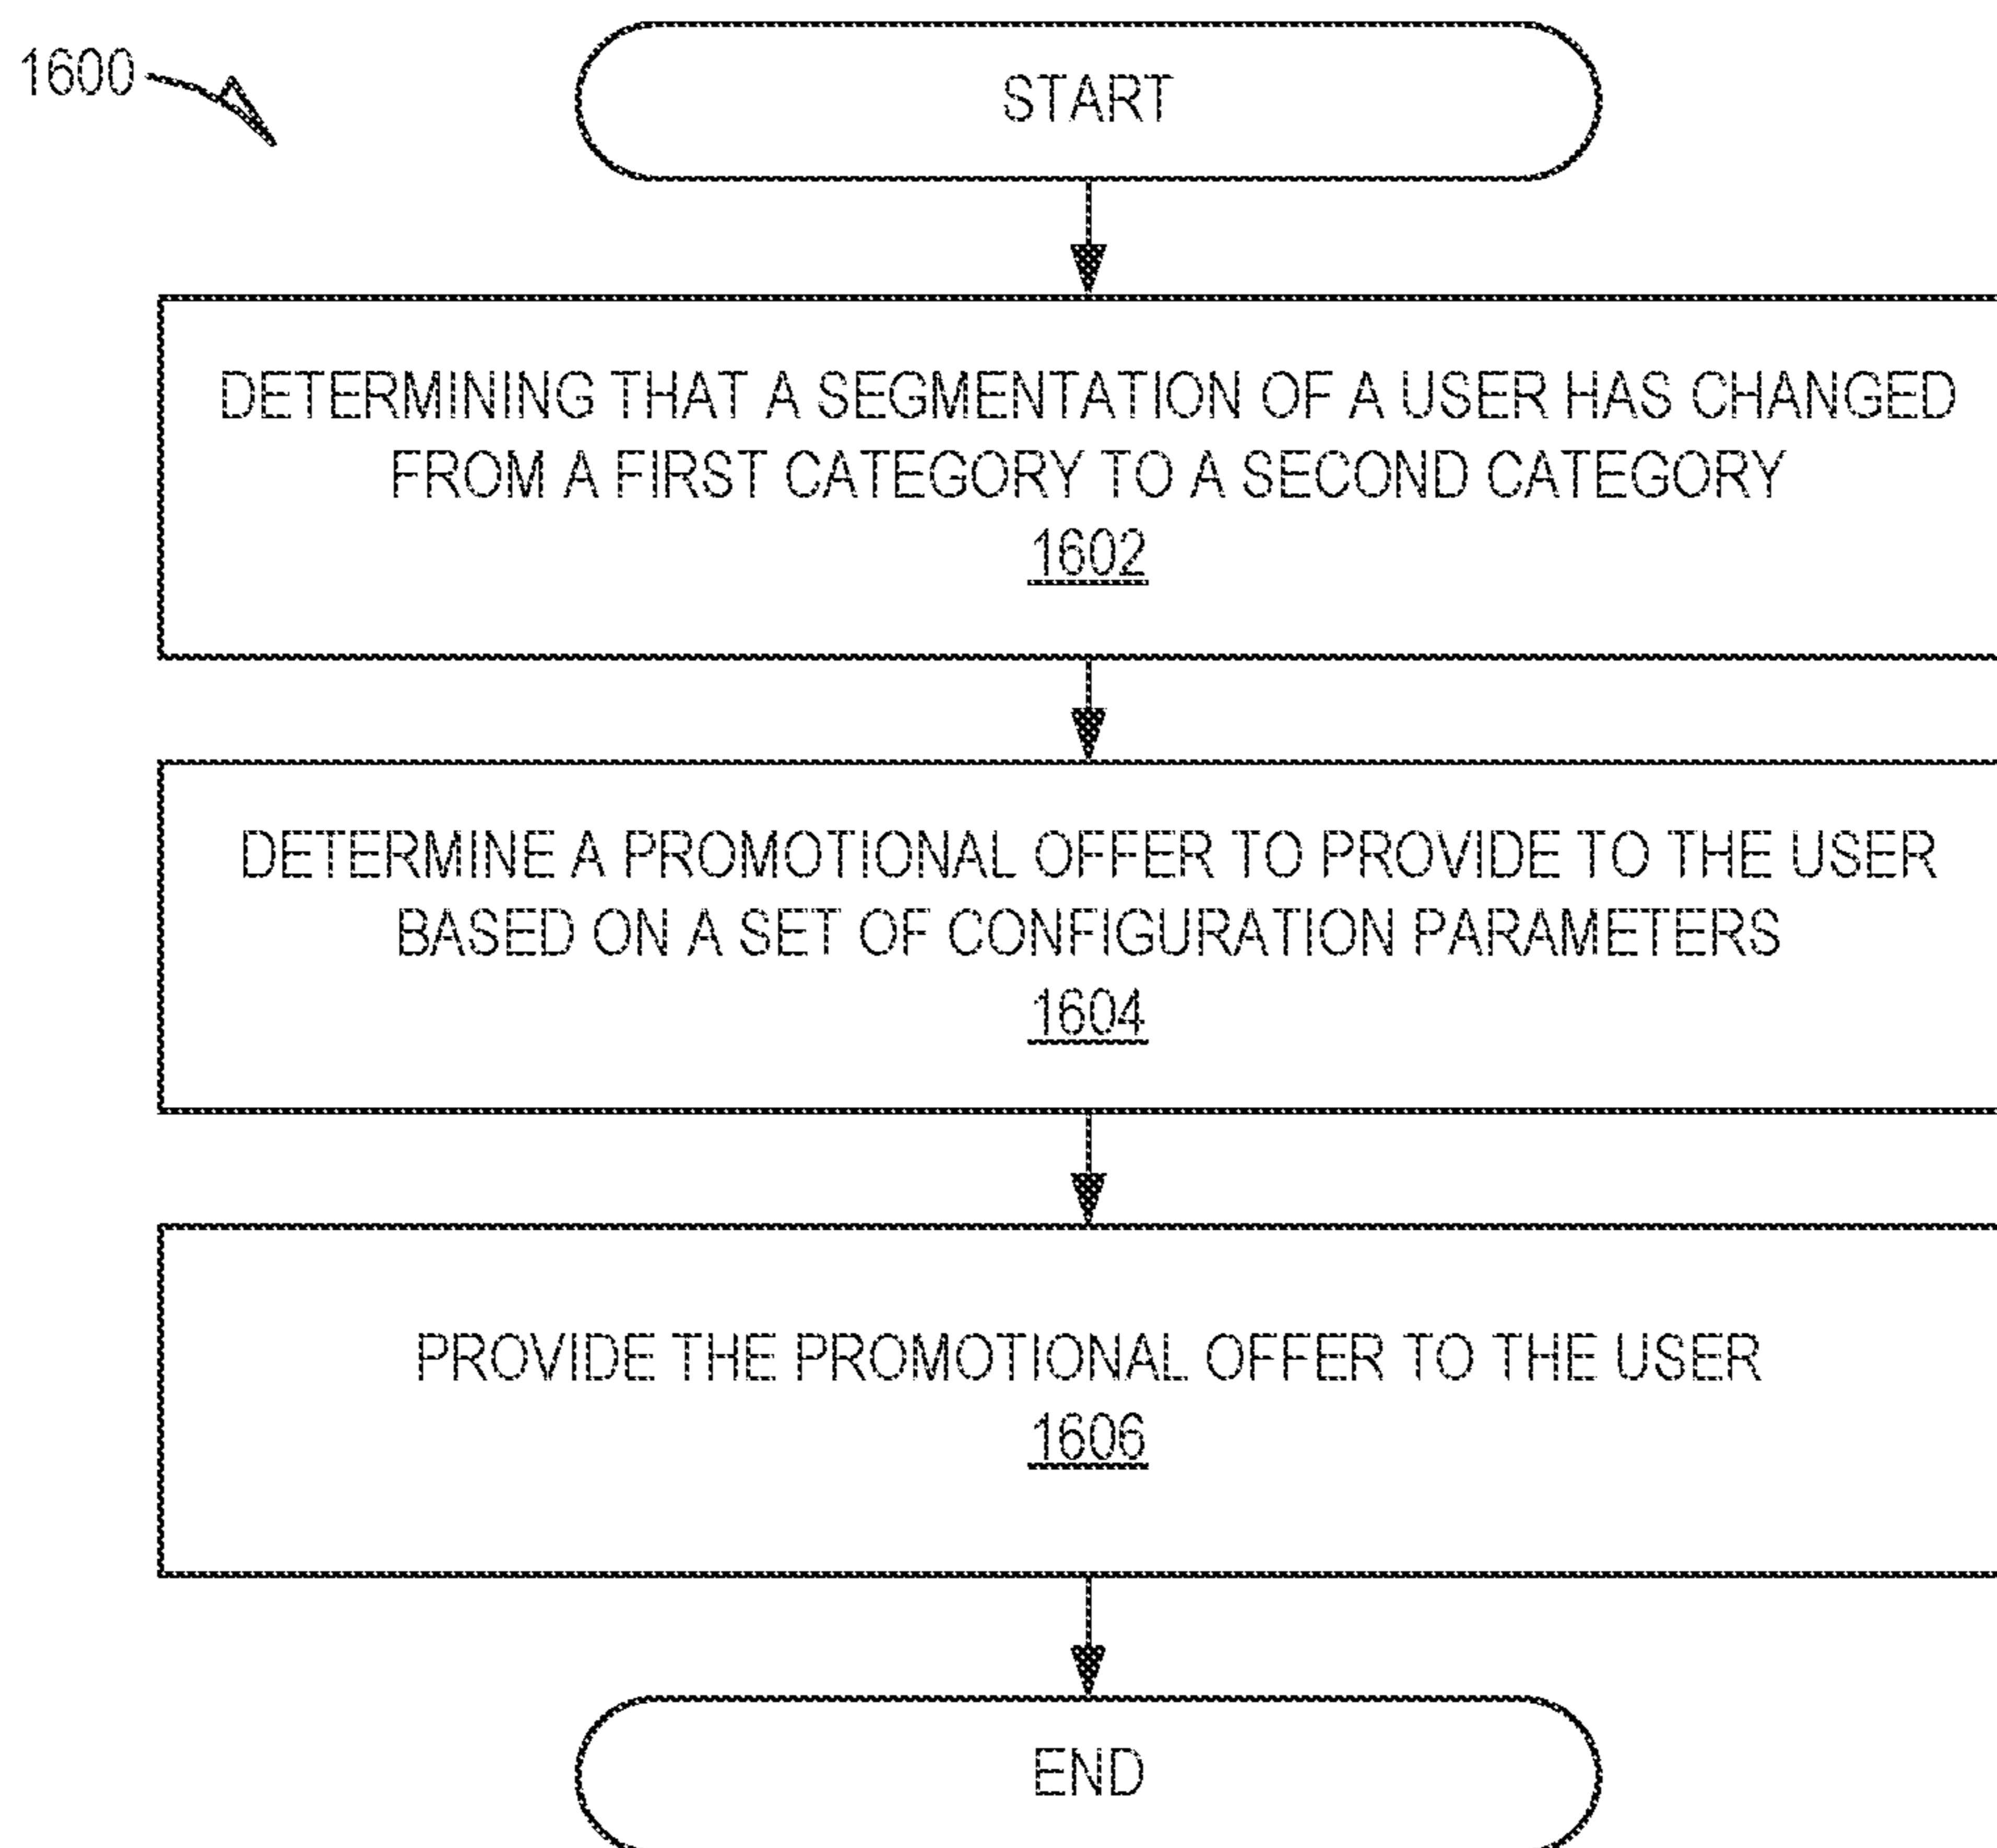 1600
START
DETERMINING THAT A SEGMENTATION OF A USER HAS CHANGED
FROM A FIRST CATEGORY TO A SECOND CATEGORY
1602
DETERMINE A PROMOTIONAL OFFER TO PROVIDE TO THE USER
BASED ON A SET OF CONFIGURATION PARAMETERS
1604
PROVIDE THE PROMOTIONAL OFFER TO THE USER
1606
END